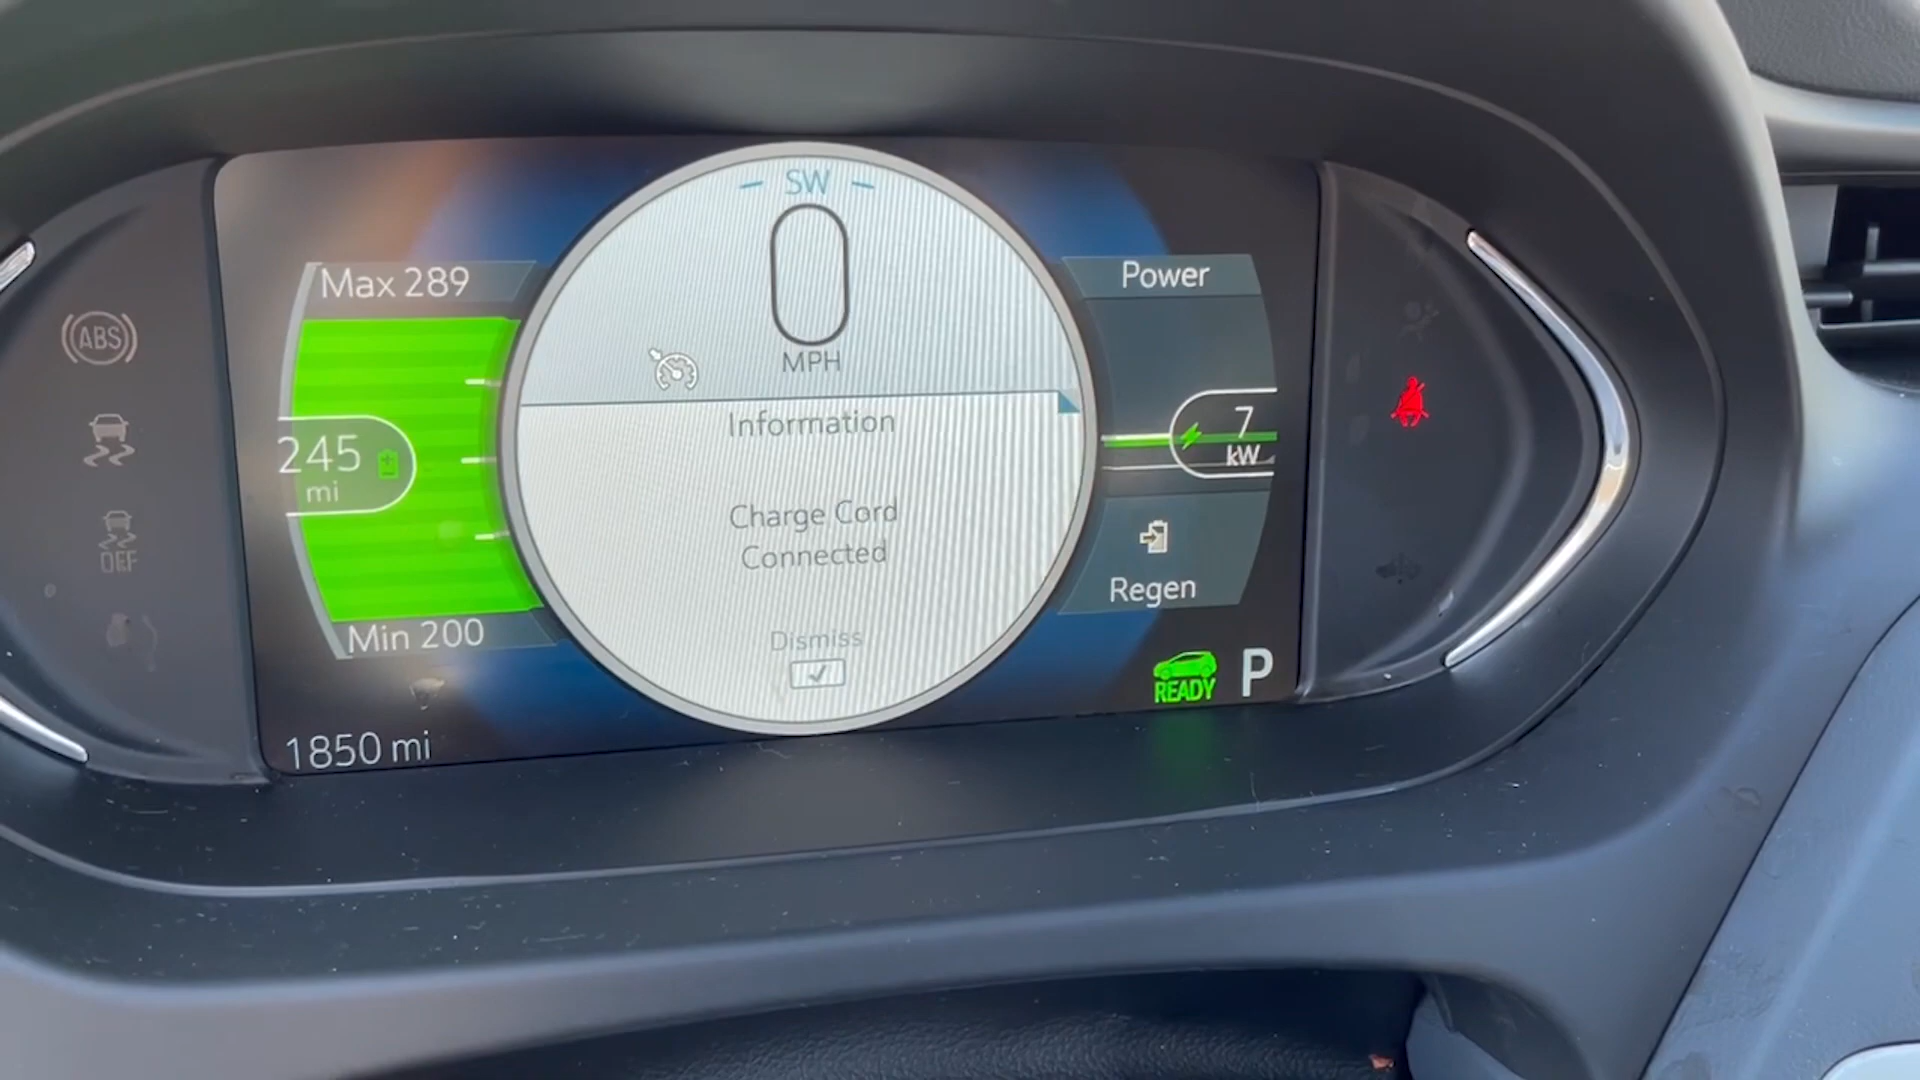 SW
0
MPH
Max 289
245
mi
Min 200
1850 mi
Information
Charge Cord
Connected
Dismiss
Power
7
kW
Regen
READY
P
ABS
OFF